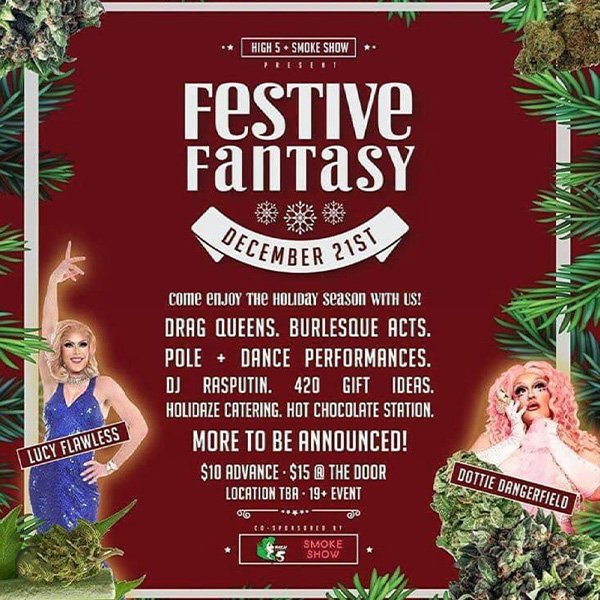 HIGH 5 + SMOKE SHOW
PRESENT
FESTIVE
FANTASY
DECEMBER 21ST
COME ENJOY THE HOLIDAY SEASON WITH US!
DRAG QUEENS. BURLESQUE ACTS.
POLE + DANCE PERFORMANCES.
DJ RASPUTIN. 420 GIFT IDEAS.
HOLIDAZE CATERING. HOT CHOCOLATE STATION.
MORE TO BE ANNOUNCED!
LUCY FLAWLESS
DOTTIE DANGERFIELD
$10 ADVANCE · $15 @ THE DOOR
LOCATION TBA · 19+ EVENT
CO-SPONSORED BY
HIGH 5
SMOKE
SHOW